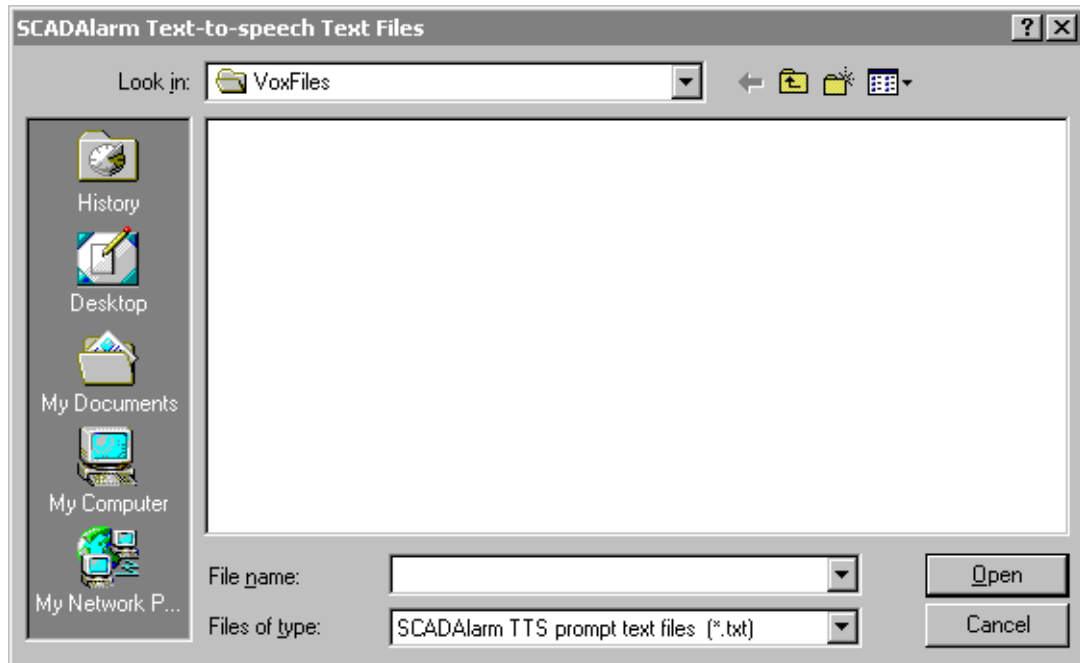 SCADAlarm Text-to-speech Text Files
Look in: VoxFiles
History
Desktop
My Documents
My Computer
My Network P...
File name:
Open
Files of type: SCADAlarm TTS prompt text files (*.txt)
Cancel